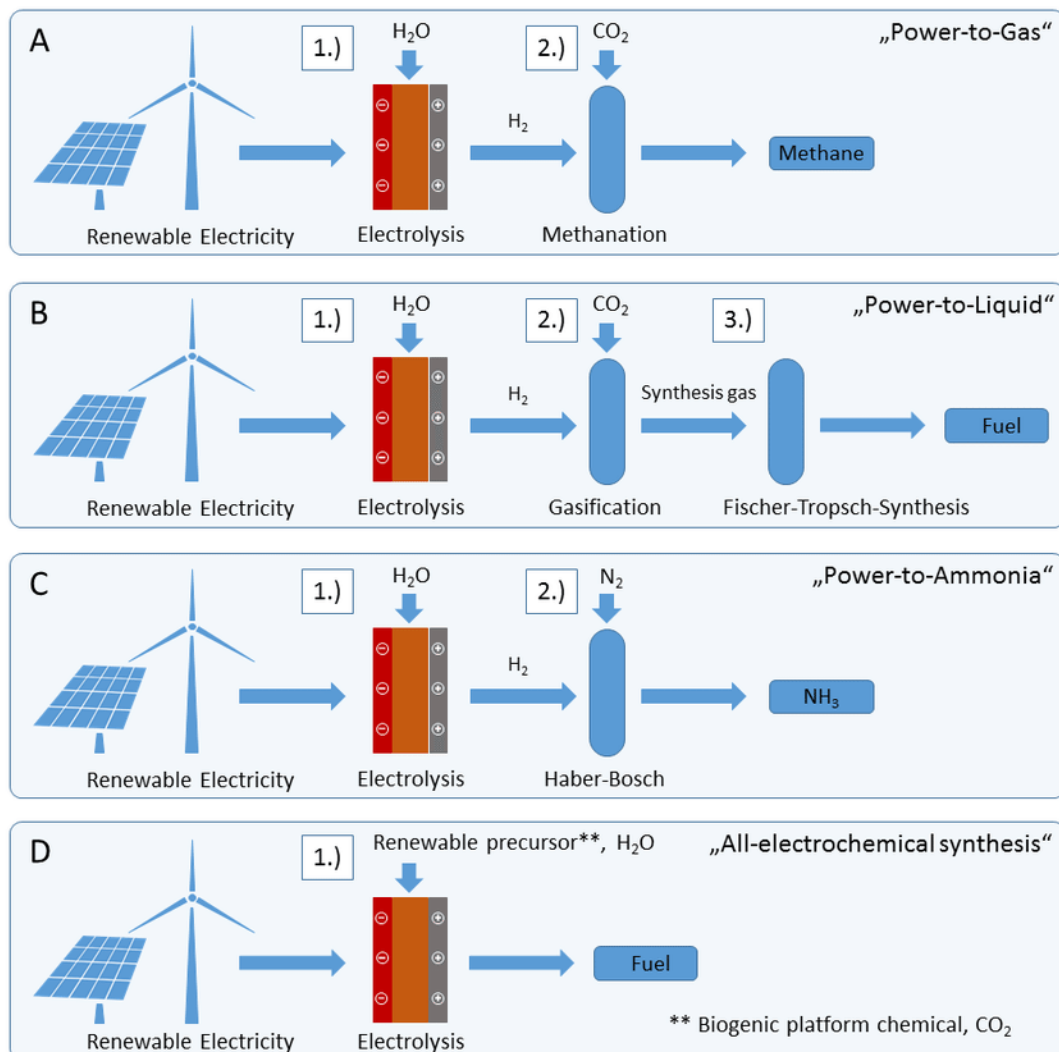 A
1.)
H₂O
2.)
CO₂
„Power-to-Gas“
H₂
Methane
Renewable Electricity
Electrolysis
Methanation
B
1.)
H₂O
2.)
CO₂
3.)
„Power-to-Liquid“
H₂
Synthesis gas
Fuel
Renewable Electricity
Electrolysis
Gasification
Fischer-Tropsch-Synthesis
C
1.)
H₂O
2.)
N₂
„Power-to-Ammonia“
H₂
NH₃
Renewable Electricity
Electrolysis
Haber-Bosch
D
1.)
Renewable precursor**, H₂O
„All-electrochemical synthesis“
Fuel
Renewable Electricity
Electrolysis
** Biogenic platform chemical, CO₂